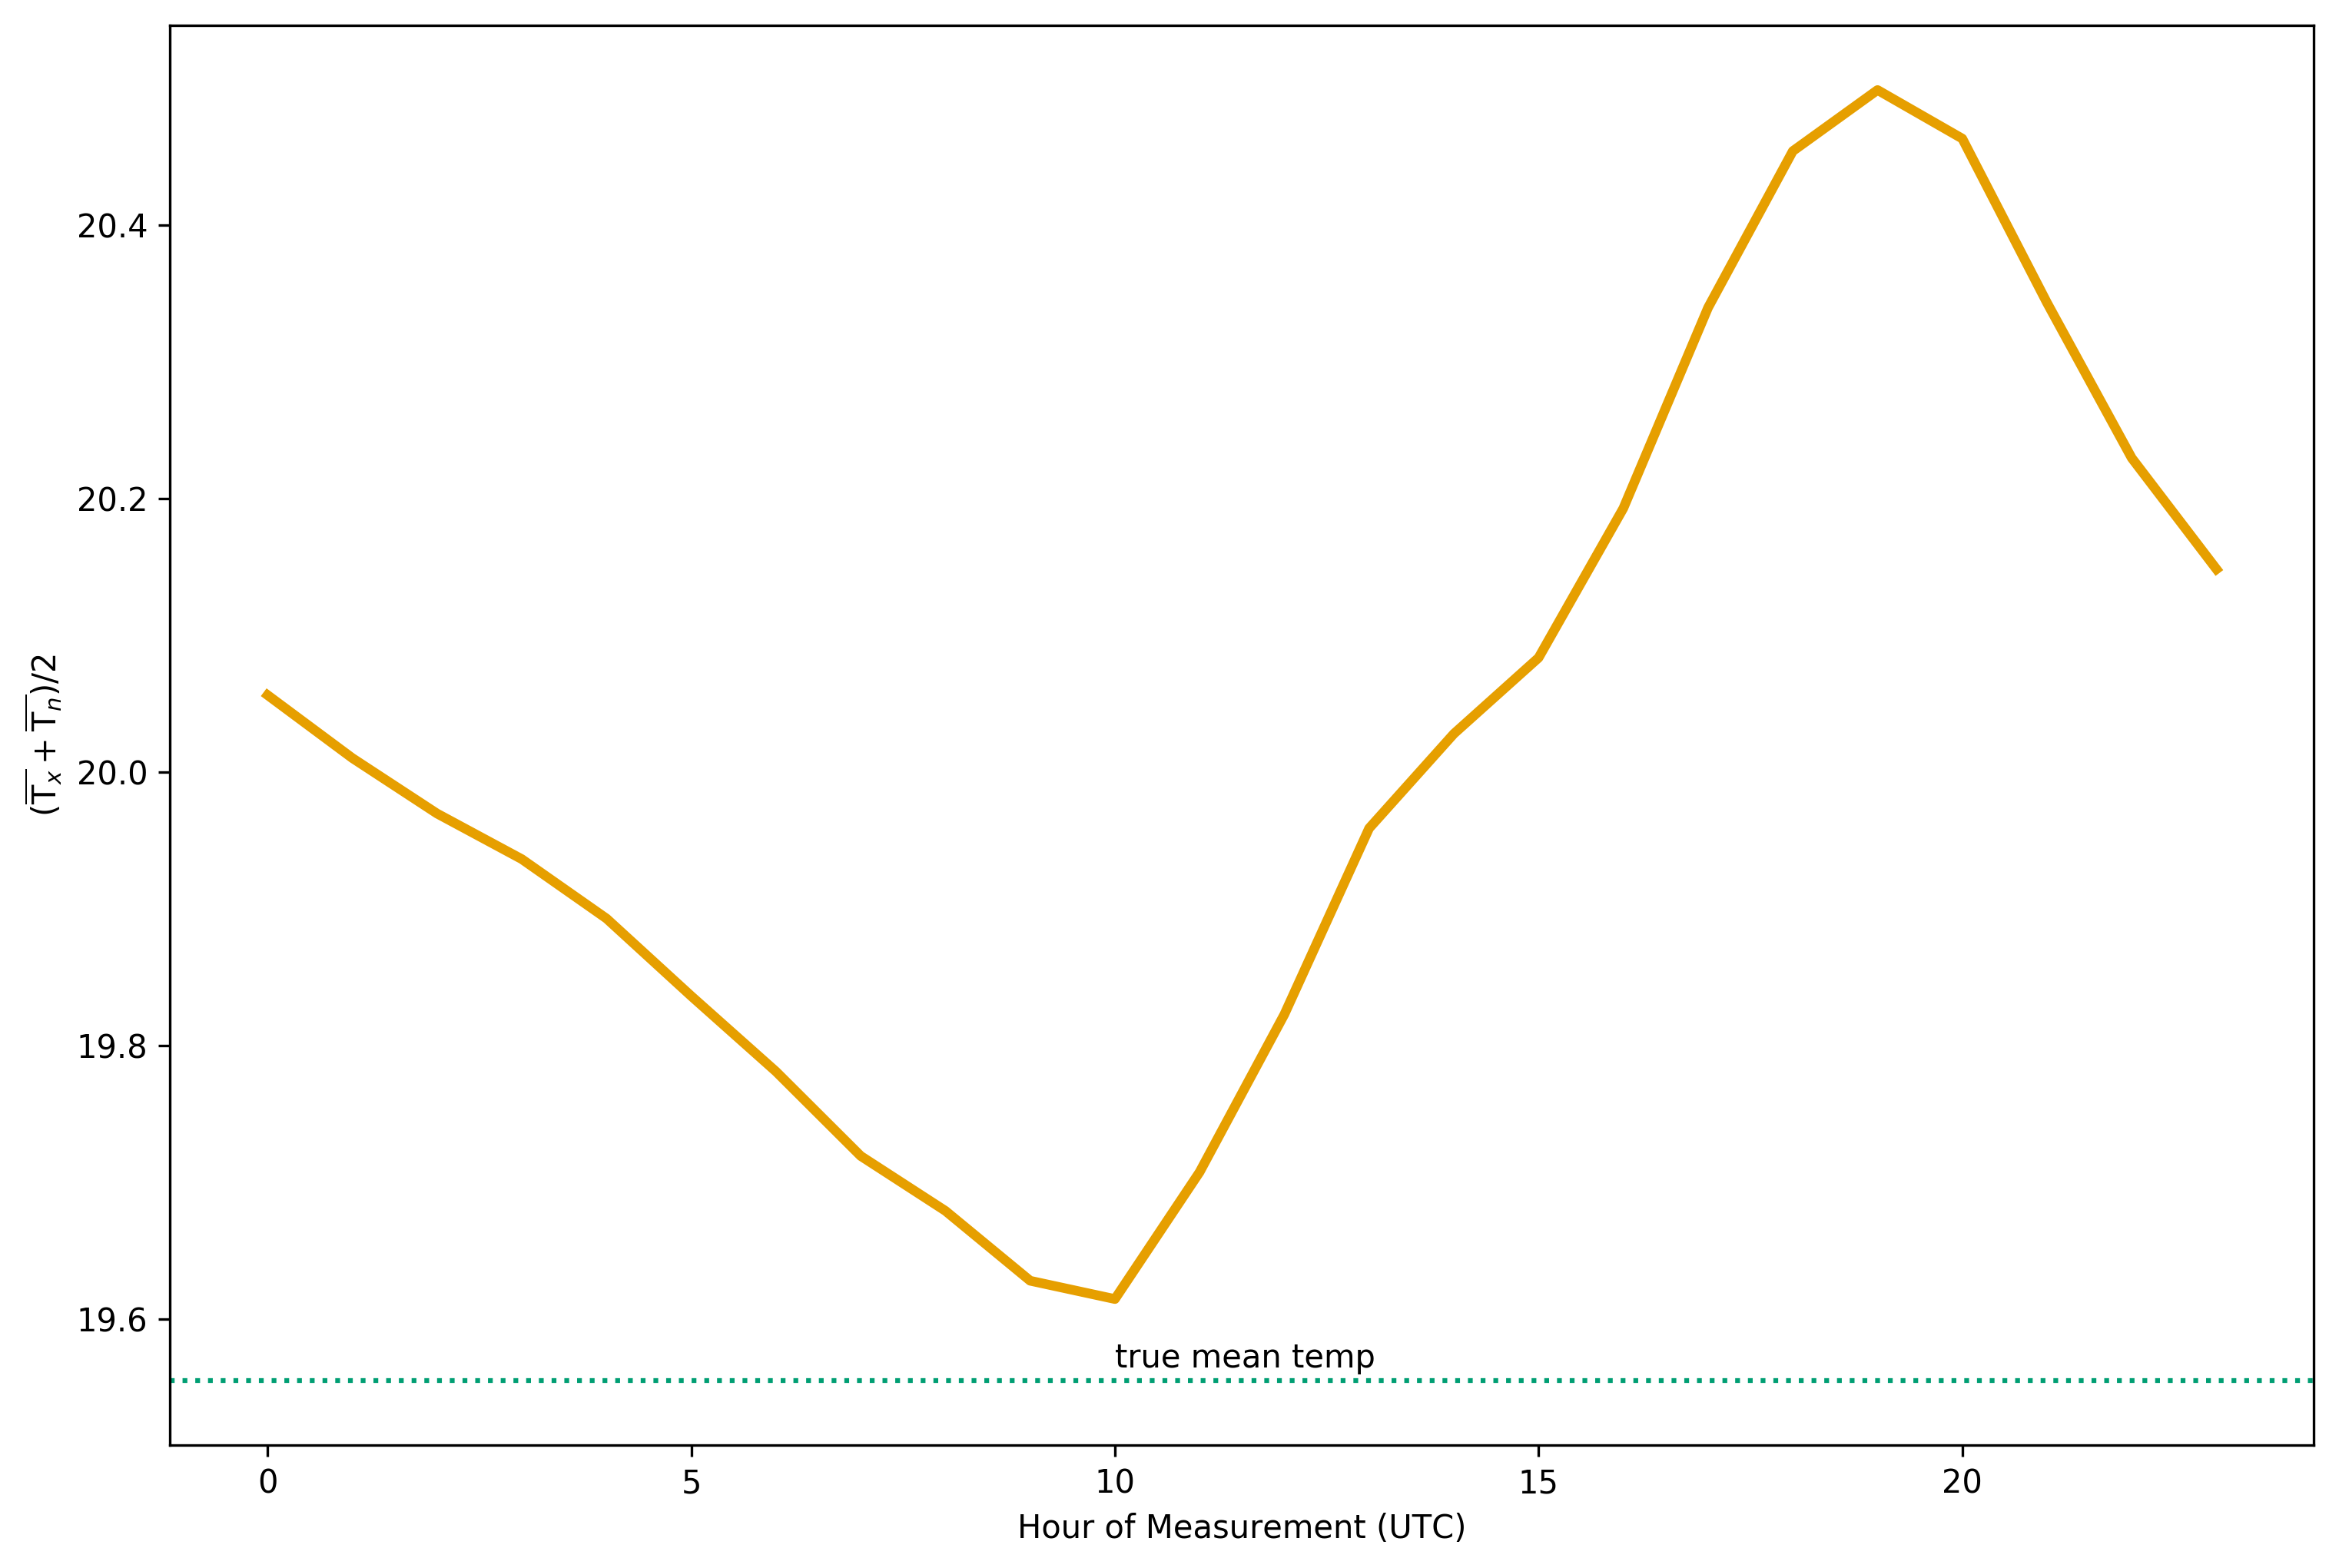 (T̅ₓ + T̅ₙ)/2
20.4
20.2
20.0
19.8
19.6
true mean temp
0 5 10 15 20
Hour of Measurement (UTC)